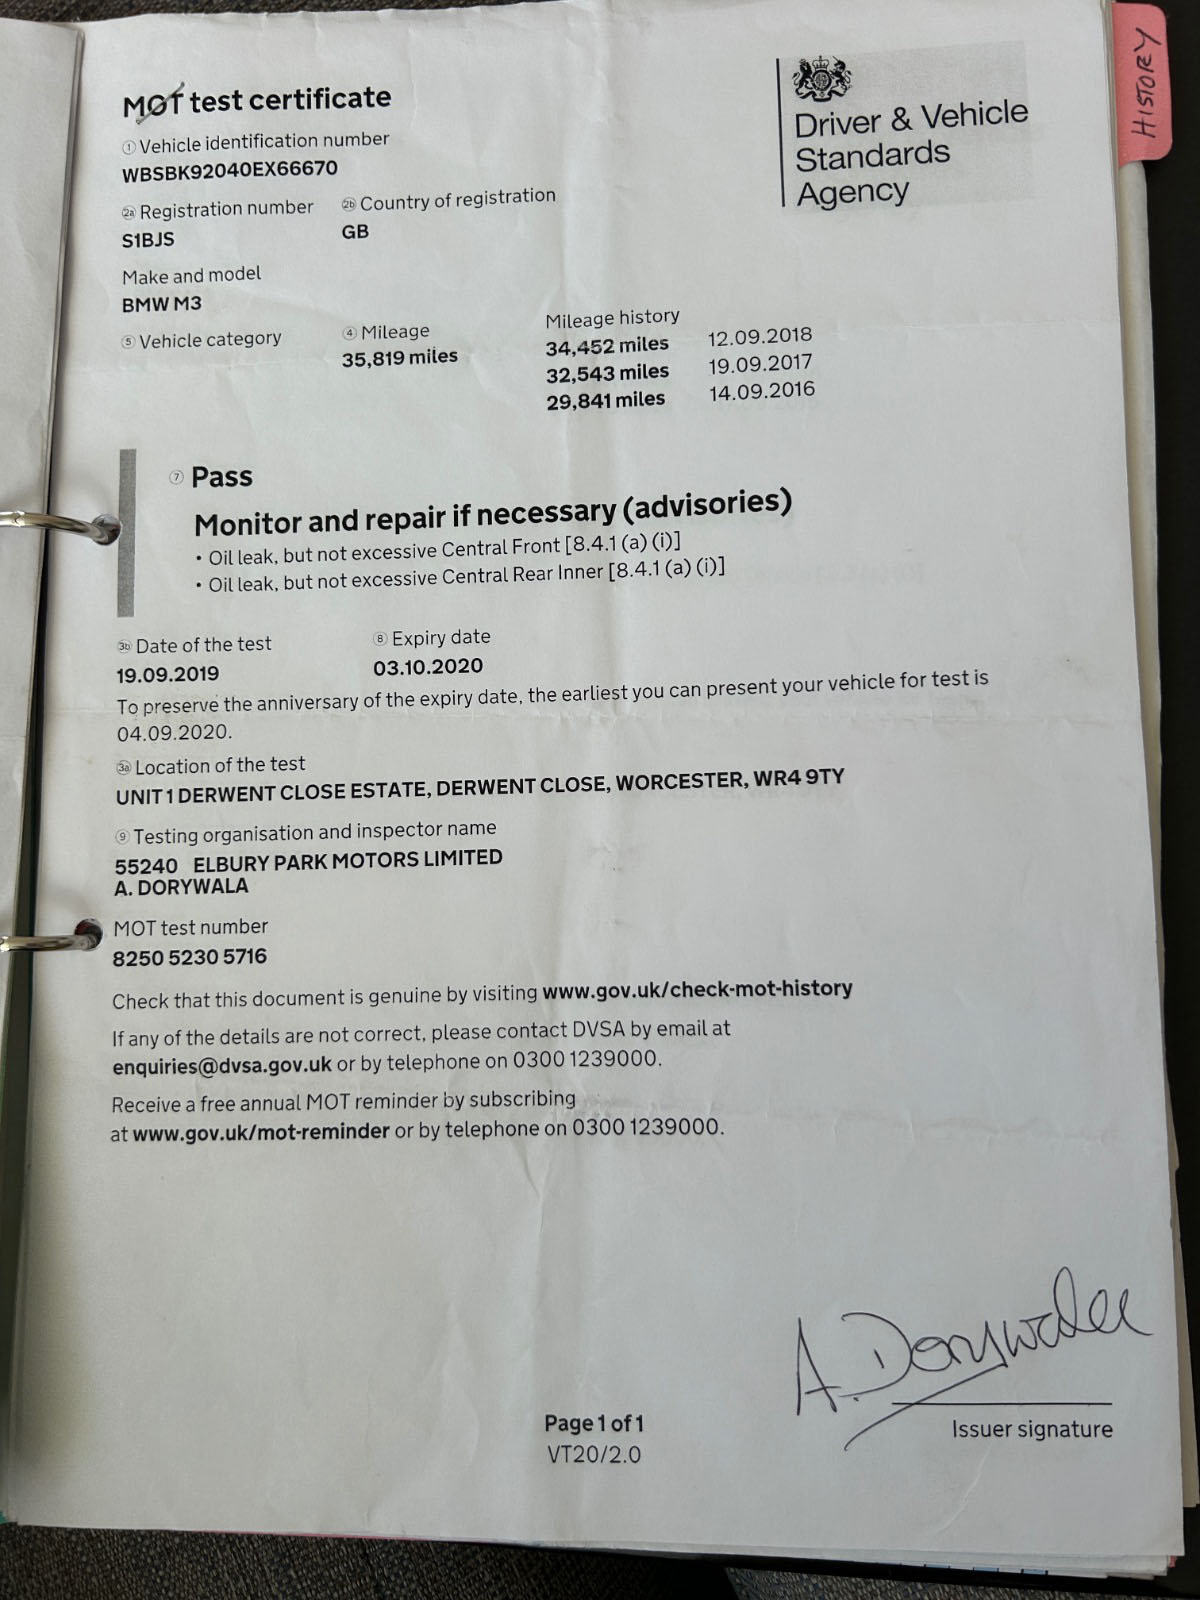 HISTORY
MOT test certificate
Driver & Vehicle
Standards
Agency
① Vehicle identification number
WBSBK92040EX66670
2a Registration number 2b Country of registration
S1BJS GB
Make and model
BMW M3
⑤ Vehicle category ④ Mileage Mileage history
35,819 miles 34,452 miles 12.09.2018
32,543 miles 19.09.2017
29,841 miles 14.09.2016
⑦ Pass
Monitor and repair if necessary (advisories)
• Oil leak, but not excessive Central Front [8.4.1 (a) (i)]
• Oil leak, but not excessive Central Rear Inner [8.4.1 (a) (i)]
3b Date of the test ⑧ Expiry date
19.09.2019 03.10.2020
To preserve the anniversary of the expiry date, the earliest you can present your vehicle for test is
04.09.2020.
3a Location of the test
UNIT 1 DERWENT CLOSE ESTATE, DERWENT CLOSE, WORCESTER, WR4 9TY
⑨ Testing organisation and inspector name
55240 ELBURY PARK MOTORS LIMITED
A. DORYWALA
MOT test number
8250 5230 5716
Check that this document is genuine by visiting www.gov.uk/check-mot-history
If any of the details are not correct, please contact DVSA by email at
enquiries@dvsa.gov.uk or by telephone on 0300 1239000.
Receive a free annual MOT reminder by subscribing
at www.gov.uk/mot-reminder or by telephone on 0300 1239000.
A. Dorywala
Issuer signature
Page 1 of 1
VT20/2.0